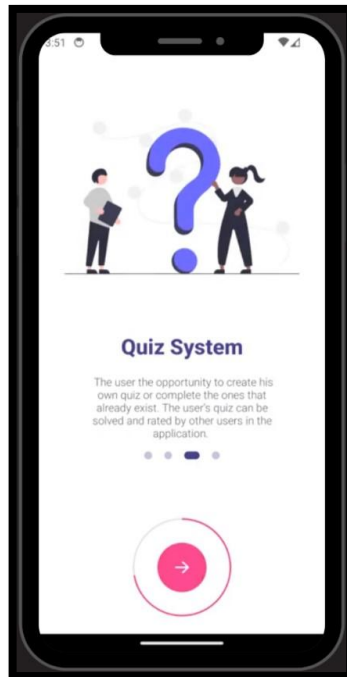 3:51
?
Quiz System
The user the opportunity to create his
own quiz or complete the ones that
already exist. The user's quiz can be
solved and rated by other users in the
application.